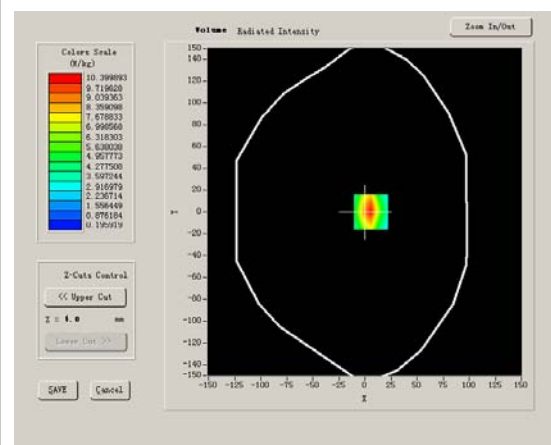 Volume Radiated Intensity
Zoom In/Out
Colors Scale
(W/kg)
10.399893
9.719628
9.039363
8.359098
7.678833
6.998568
6.318303
5.638038
4.957773
4.277508
3.597244
2.916979
2.236714
1.556449
0.876184
0.195919
Z-Cuts Control
<< Upper Cut
Z = 4.0 mm
Lower Cut >>
SAVE
Cancel
150
140
120
100
80
60
40
20
0
-20
-40
-60
-80
-100
-120
-140
-150
Y
-150 -125 -100 -75 -50 -25 0 25 50 75 100 125 150
X